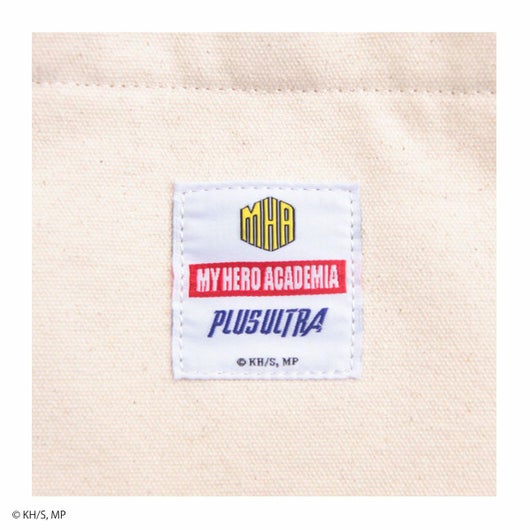 MHA
MY HERO ACADEMIA
PLUS ULTRA
© KH/S, MP
© KH/S, MP